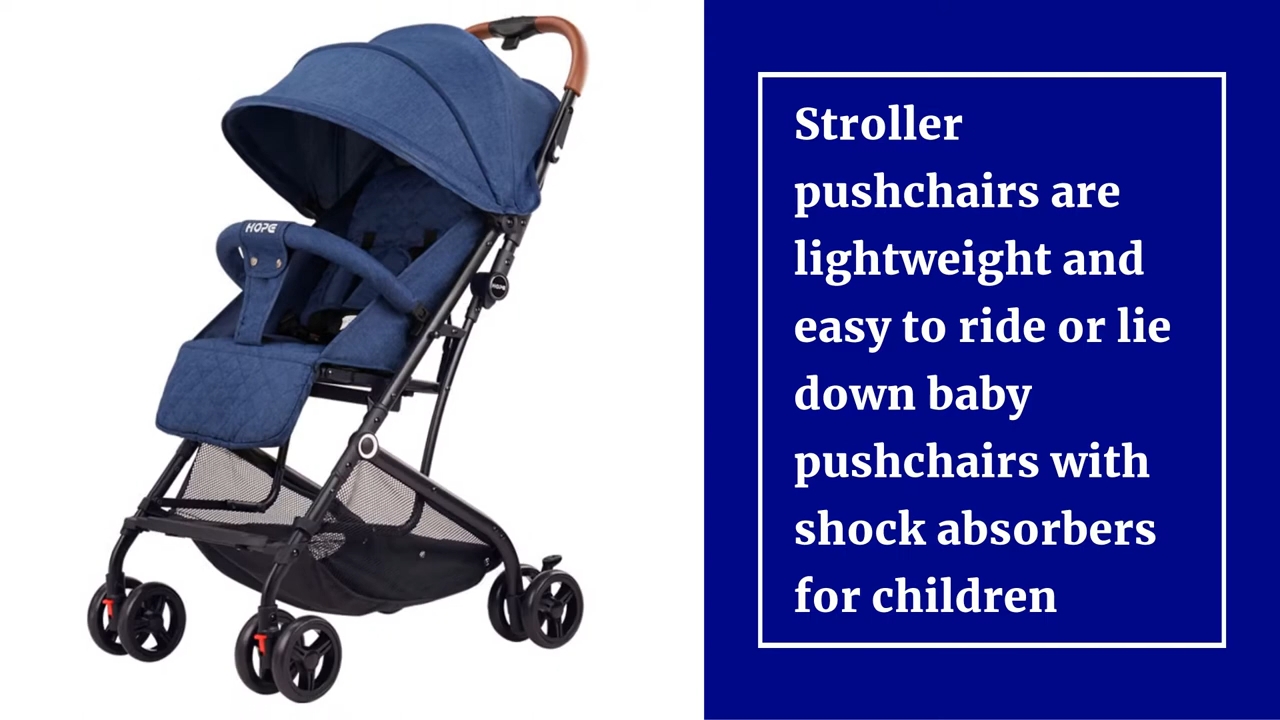 HOPE
HOPE
Stroller
pushchairs are
lightweight and
easy to ride or lie
down baby
pushchairs with
shock absorbers
for children